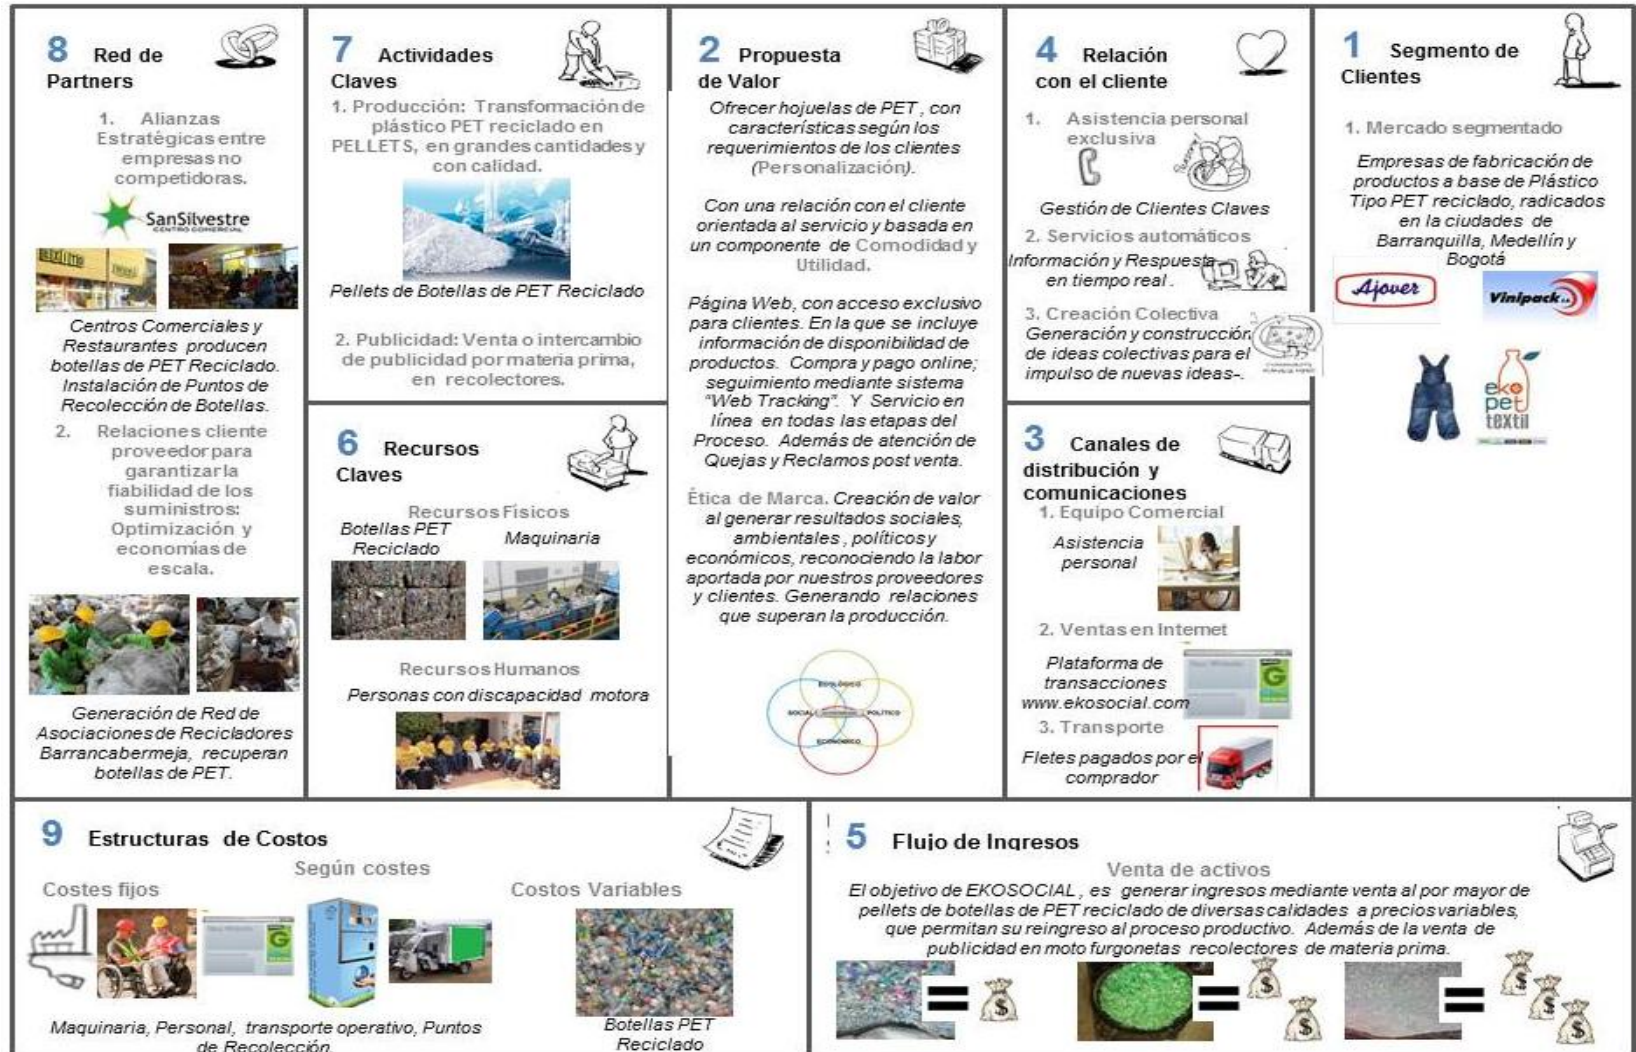 8 Red de
Partners
1. Alianzas
Estratégicas entre
empresas no
competidoras.
SanSilvestre
CENTRO COMERCIAL
Centros Comerciales y
Restaurantes producen
botellas de PET Reciclado.
Instalación de Puntos de
Recolección de Botellas.
2. Relaciones cliente
proveedor para
garantizar la
fiabilidad de los
suministros:
Optimización y
economías de
escala.
Generación de Red de
Asociaciones de Recicladores
Barrancabermeja, recuperan
botellas de PET.
7 Actividades
Claves
1. Producción: Transformación de
plástico PET reciclado en
PELLETS, en grandes cantidades y
con calidad.
Pellets de Botellas de PET Reciclado
2. Publicidad: Venta o intercambio
de publicidad por materia prima,
en recolectores.
6 Recursos
Claves
Recursos Físicos
Botellas PET
Reciclado
Maquinaria
Recursos Humanos
Personas con discapacidad motora
2 Propuesta
de Valor
Ofrecer hojuelas de PET, con
características según los
requerimientos de los clientes
(Personalización).
Con una relación con el cliente
orientada al servicio y basada en
un componente de Comodidad y
Utilidad.
Página Web, con acceso exclusivo
para clientes. En la que se incluye
información de disponibilidad de
productos. Compra y pago online;
seguimiento mediante sistema
"Web Tracking". Y Servicio en
línea en todas las etapas del
Proceso. Además de atención de
Quejas y Reclamos post venta.
Ética de Marca. Creación de valor
al generar resultados sociales,
ambientales, políticos y
económicos, reconociendo la labor
aportada por nuestros proveedores
y clientes. Generando relaciones
que superan la producción.
ECOLÓGICO
SOCIAL
POLÍTICO
ECONÓMICO
4 Relación
con el cliente
1. Asistencia personal
exclusiva
Gestión de Clientes Claves
2. Servicios automáticos
Información y Respuesta
en tiempo real.
3. Creación Colectiva
Generación y construcción
de ideas colectivas para el
impulso de nuevas ideas-.
3 Canales de
distribución y
comunicaciones
1. Equipo Comercial
Asistencia
personal
2. Ventas en Internet
Plataforma de
transacciones
www.ekosocial.com
3. Transporte
Fletes pagados por el
comprador
1 Segmento de
Clientes
1. Mercado segmentado
Empresas de fabricación de
productos a base de Plástico
Tipo PET reciclado, radicados
en la ciudades de
Barranquilla, Medellín y
Bogotá
Ajover
Vinipack
eko
pet
textil
9 Estructuras de Costos
Según costes
Costes fijos
Costos Variables
Maquinaria, Personal, transporte operativo, Puntos
de Recolección.
Botellas PET
Reciclado
5 Flujo de Ingresos
Venta de activos
El objetivo de EKOSOCIAL, es generar ingresos mediante venta al por mayor de
pellets de botellas de PET reciclado de diversas calidades a precios variables,
que permitan su reingreso al proceso productivo. Además de la venta de
publicidad en moto furgonetas recolectores de materia prima.